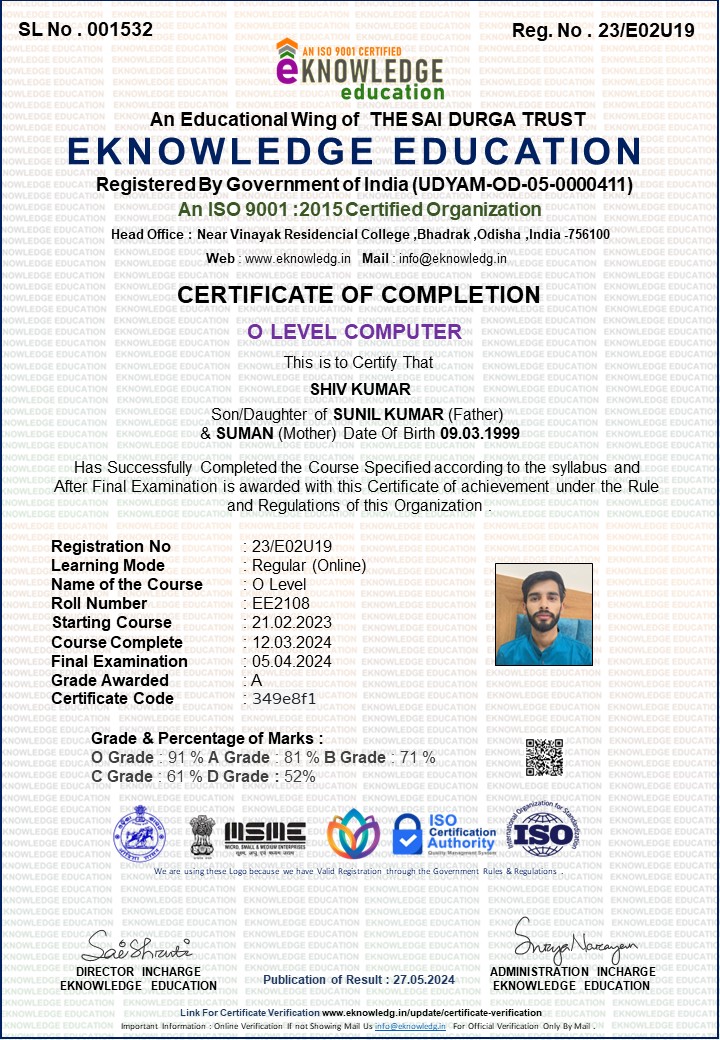 SL No . 001532
Reg. No . 23/E02U19
AN ISO 9001 CERTIFIED
eKNOWLEDGE
education
An Educational Wing of THE SAI DURGA TRUST
EKNOWLEDGE EDUCATION
Registered By Government of India (UDYAM-OD-05-0000411)
An ISO 9001 :2015 Certified Organization
Head Office : Near Vinayak Residencial College ,Bhadrak ,Odisha ,India -756100
Web : www.eknowledg.in Mail : info@eknowledg.in
CERTIFICATE OF COMPLETION
O LEVEL COMPUTER
This is to Certify That
SHIV KUMAR
Son/Daughter of SUNIL KUMAR (Father)
& SUMAN (Mother) Date Of Birth 09.03.1999
Has Successfully Completed the Course Specified according to the syllabus and
After Final Examination is awarded with this Certificate of achievement under the Rule
and Regulations of this Organization .
Registration No : 23/E02U19
Learning Mode : Regular (Online)
Name of the Course : O Level
Roll Number : EE2108
Starting Course : 21.02.2023
Course Complete : 12.03.2024
Final Examination : 05.04.2024
Grade Awarded : A
Certificate Code : 349e8f1
Grade & Percentage of Marks :
O Grade : 91 % A Grade : 81 % B Grade : 71 %
C Grade : 61 % D Grade : 52%
MSME
MICRO, SMALL & MEDIUM ENTERPRISES
सूक्ष्म, लघु एवं मध्यम उद्यम
ISO
Certification
Authority
Quality Management System
International Organization for Standardization
ISO
We are using these Logo because we have Valid Registration through the Government Rules & Regulations .
Sai Shruti
DIRECTOR INCHARGE
EKNOWLEDGE EDUCATION
Publication of Result : 27.05.2024
Surya Narayan
ADMINISTRATION INCHARGE
EKNOWLEDGE EDUCATION
Link For Certificate Verification www.eknowledg.in/update/certificate-verification
Important Information : Online Verification If not Showing Mail Us info@eknowledg.in For Official Verification Only By Mail .